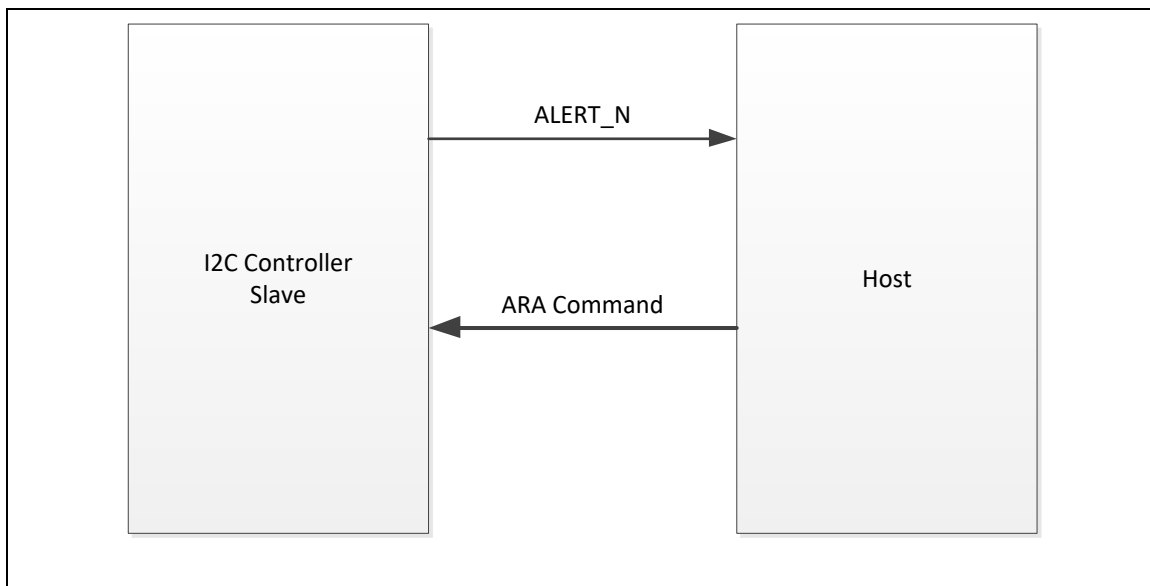 ALERT_N
I2C Controller
Slave
Host
ARA Command